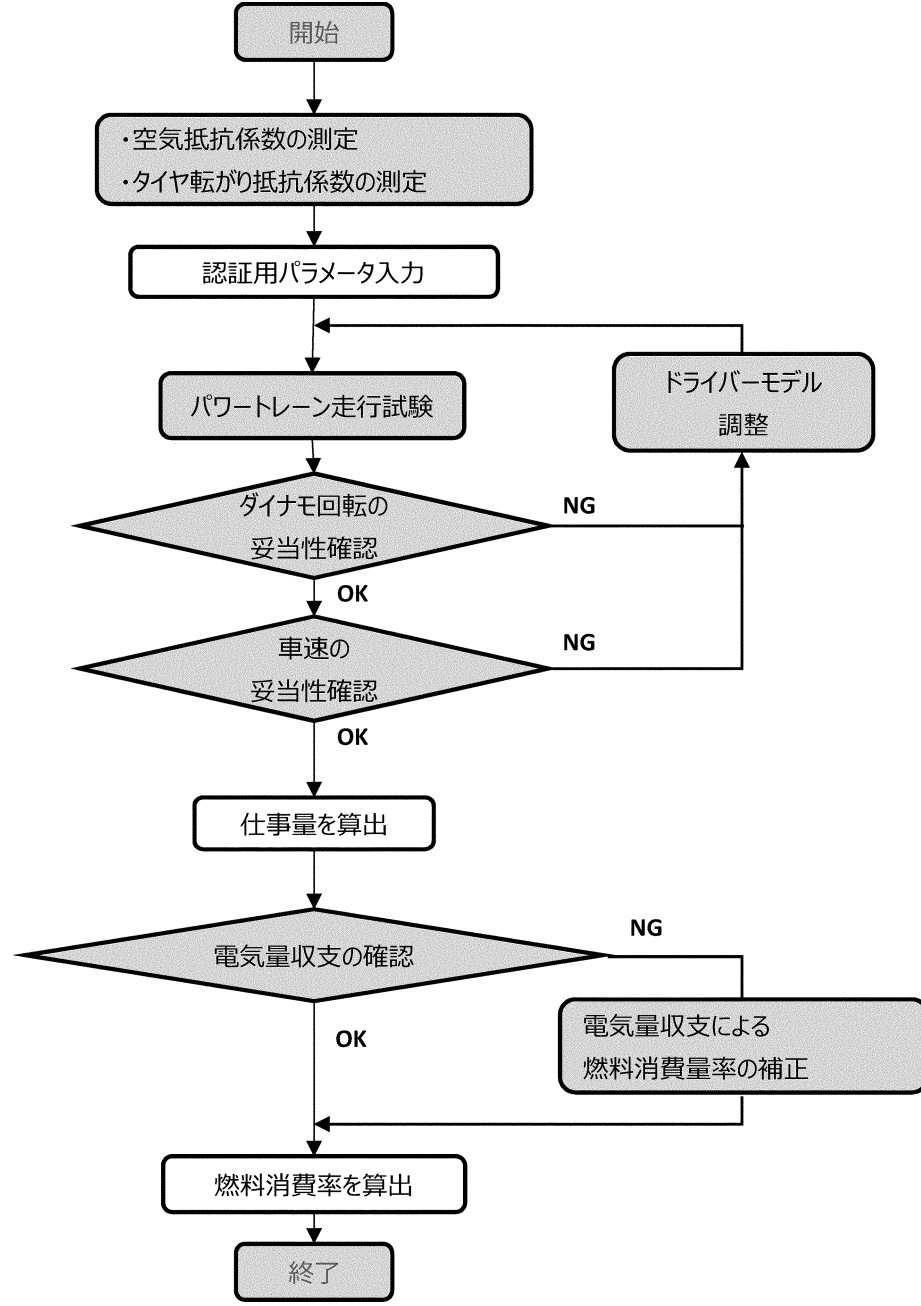 開始
・空気抵抗係数の測定
・タイヤ転がり抵抗係数の測定
認証用パラメータ入力
パワートレーン走行試験
ドライバーモデル
調整
ダイナモ回転の
妥当性確認
NG
OK
車速の
妥当性確認
NG
OK
仕事量を算出
電気量収支の確認
NG
OK
電気量収支による
燃料消費量率の補正
燃料消費率を算出
終了